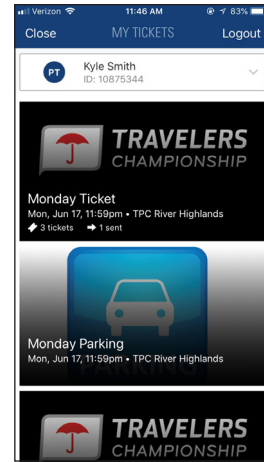 Verizon 11:46 AM 83%
Close MY TICKETS Logout
PT Kyle Smith
ID: 10875344
TRAVELERS
CHAMPIONSHIP
Monday Ticket
Mon, Jun 17, 11:59pm • TPC River Highlands
3 tickets 1 sent
Monday Parking
Mon, Jun 17, 11:59pm • TPC River Highlands
PARKING
TRAVELERS
CHAMPIONSHIP